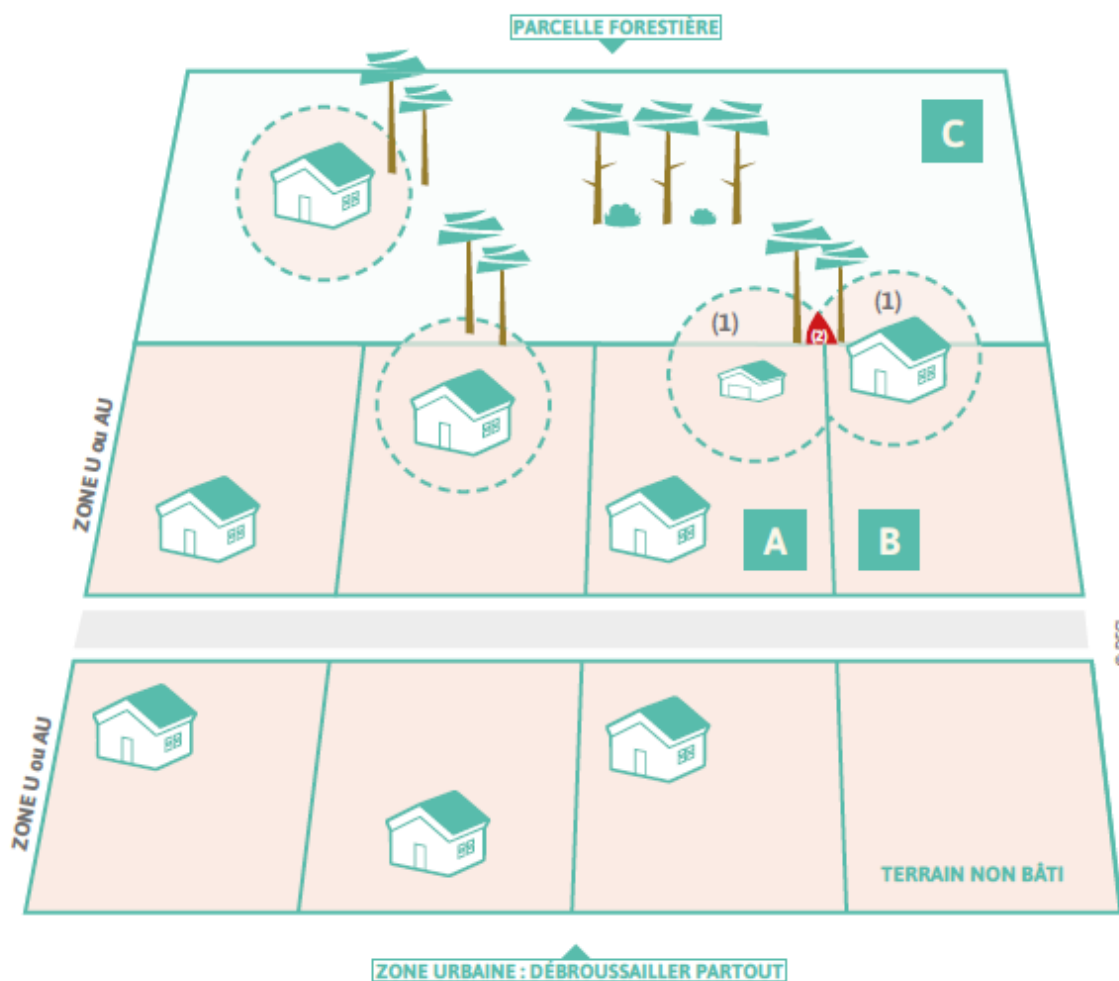 PARCELLE FORESTIÈRE
C
(1)
(1)
(2)
ZONE U ou AU
A
B
ZONE U ou AU
TERRAIN NON BÂTI
ZONE URBAINE : DÉBROUSSAILLER PARTOUT